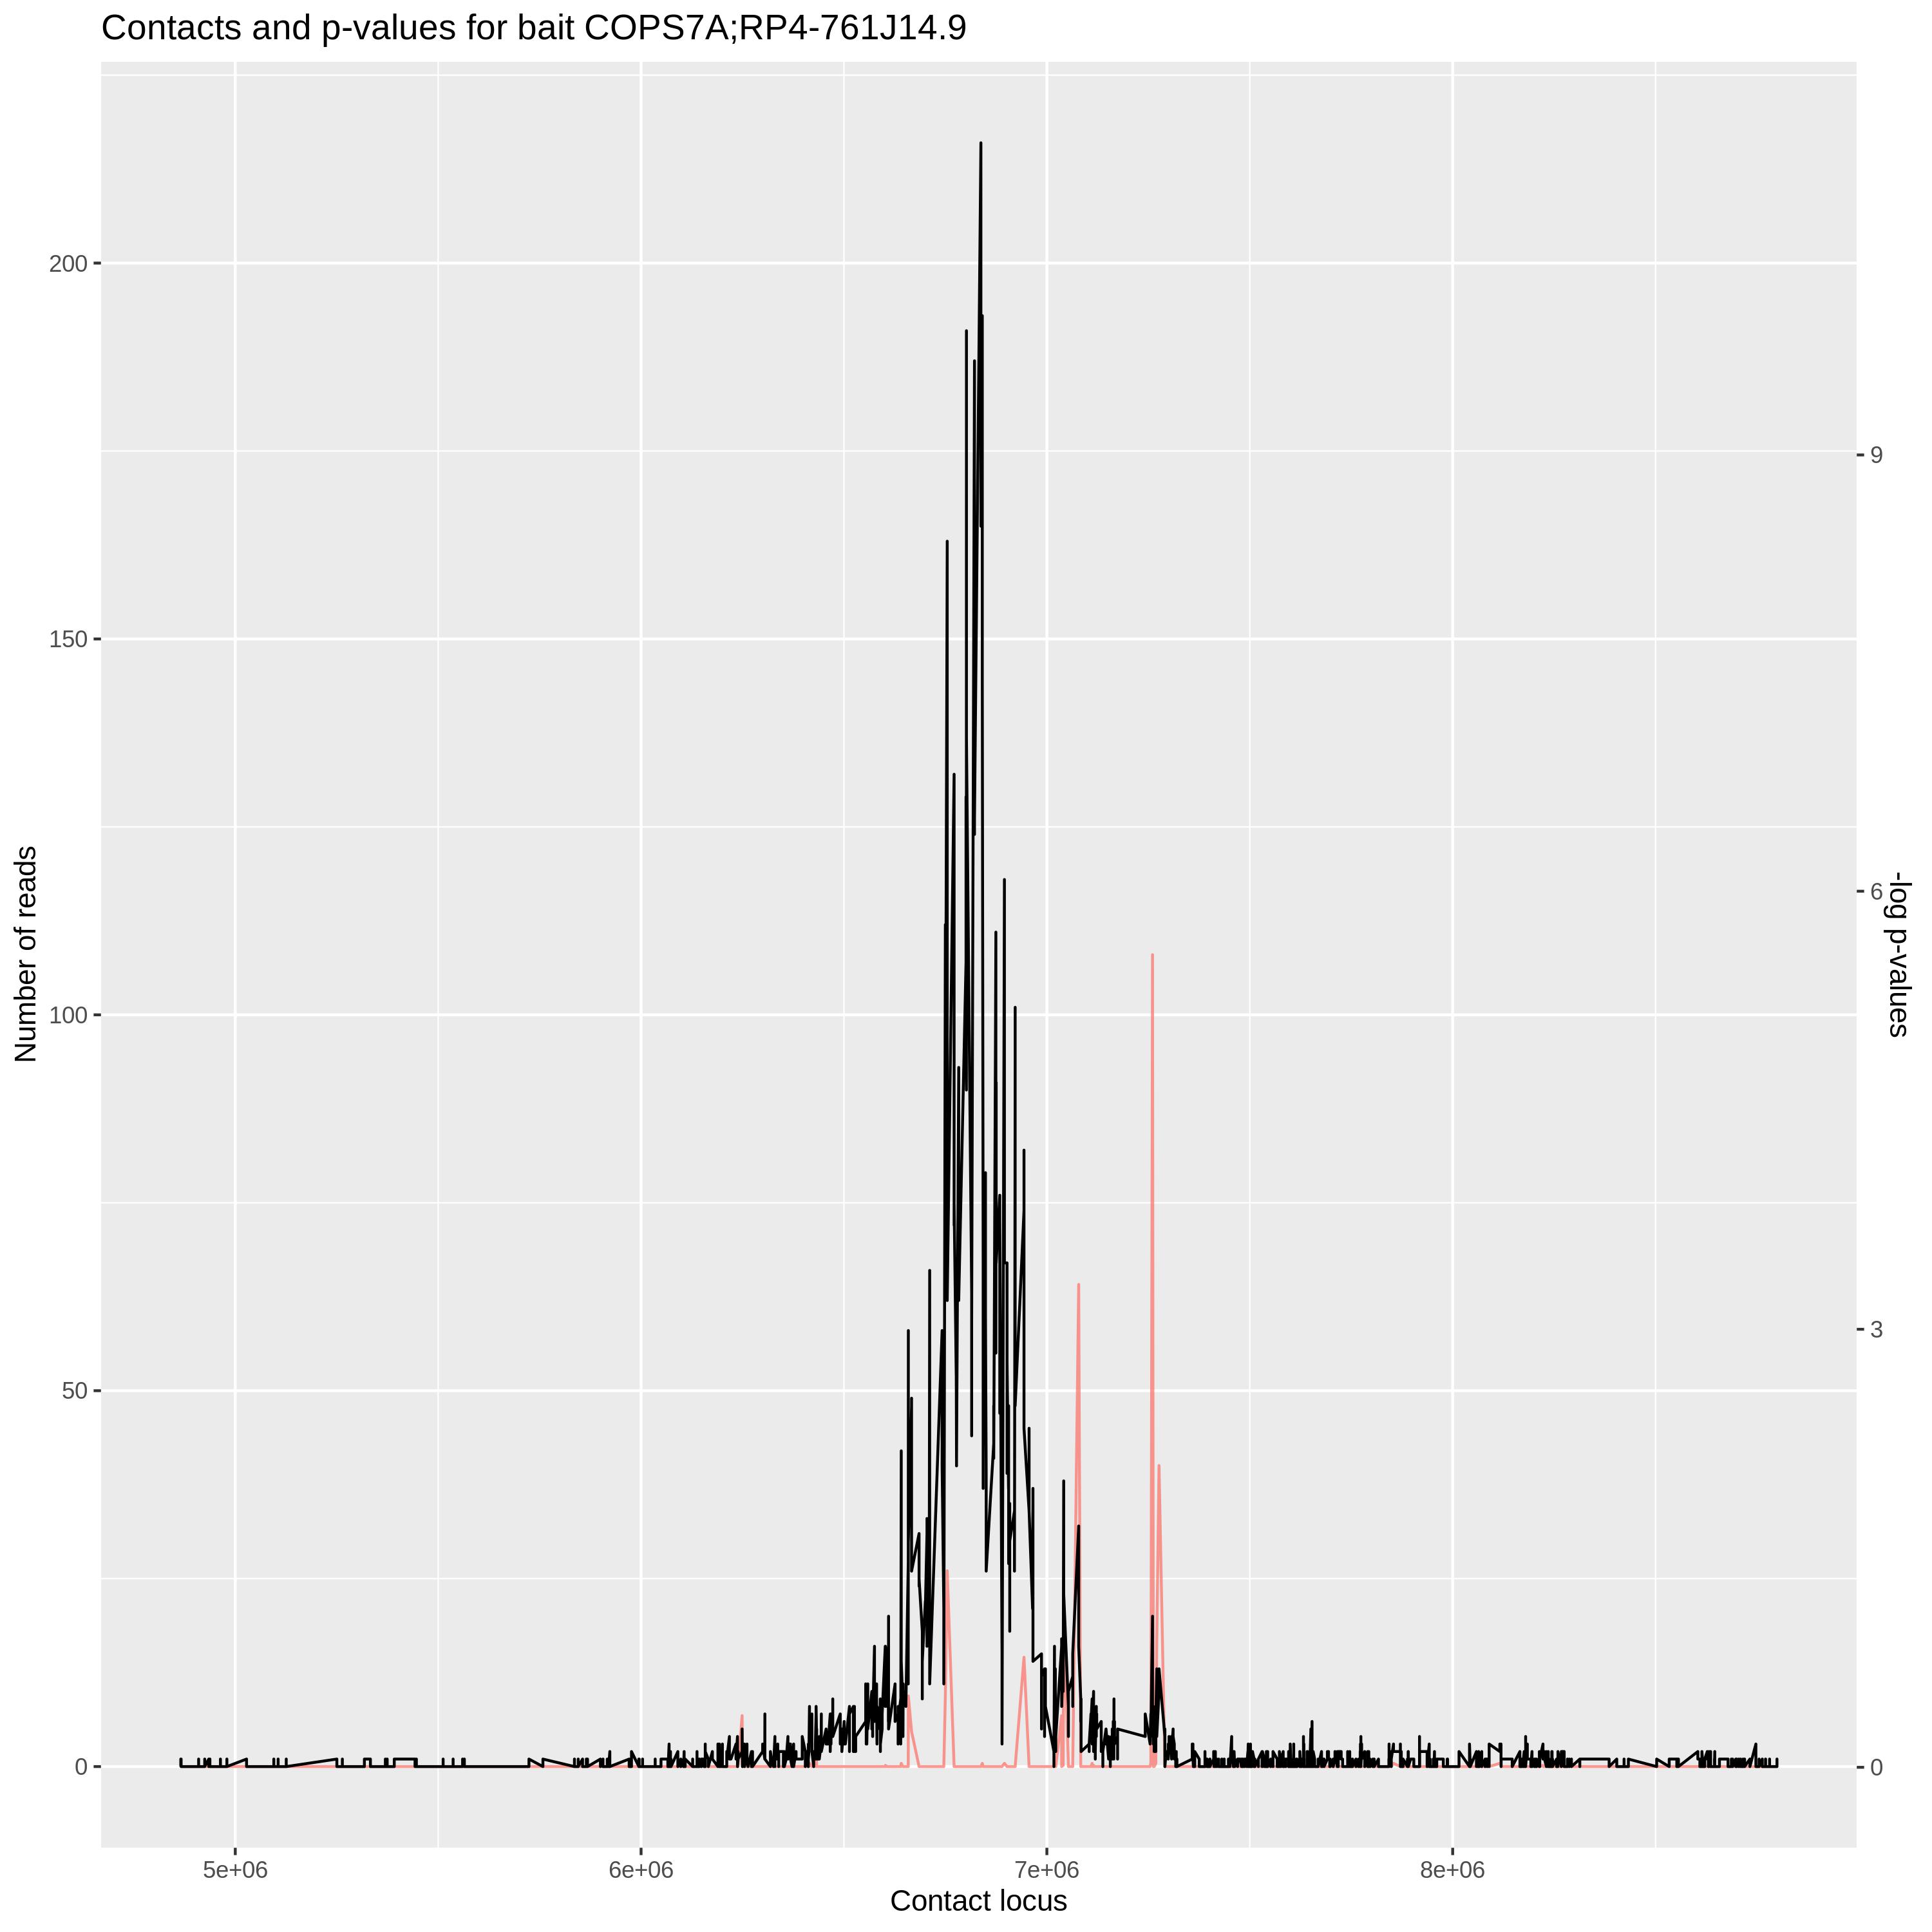 Contacts and p-values for bait COPS7A;RP4-761J14.9
200
150
100
50
0
Number of reads
9
6
3
0
-log p-values
5e+06 6e+06 7e+06 8e+06
Contact locus